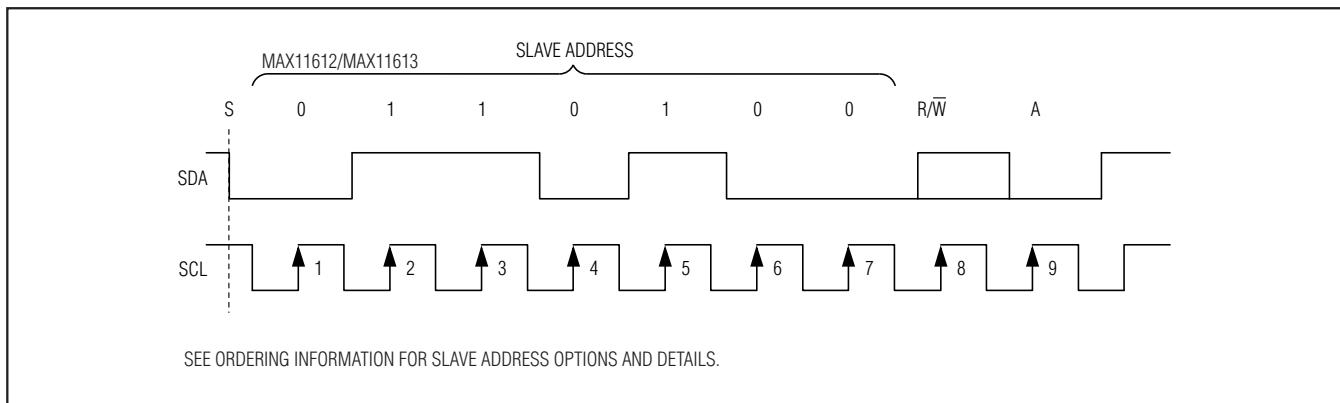 SLAVE ADDRESS
MAX11612/MAX11613
S 0 1 1 0 1 0 0 R/W̅ A
SDA
SCL 1 2 3 4 5 6 7 8 9
SEE ORDERING INFORMATION FOR SLAVE ADDRESS OPTIONS AND DETAILS.